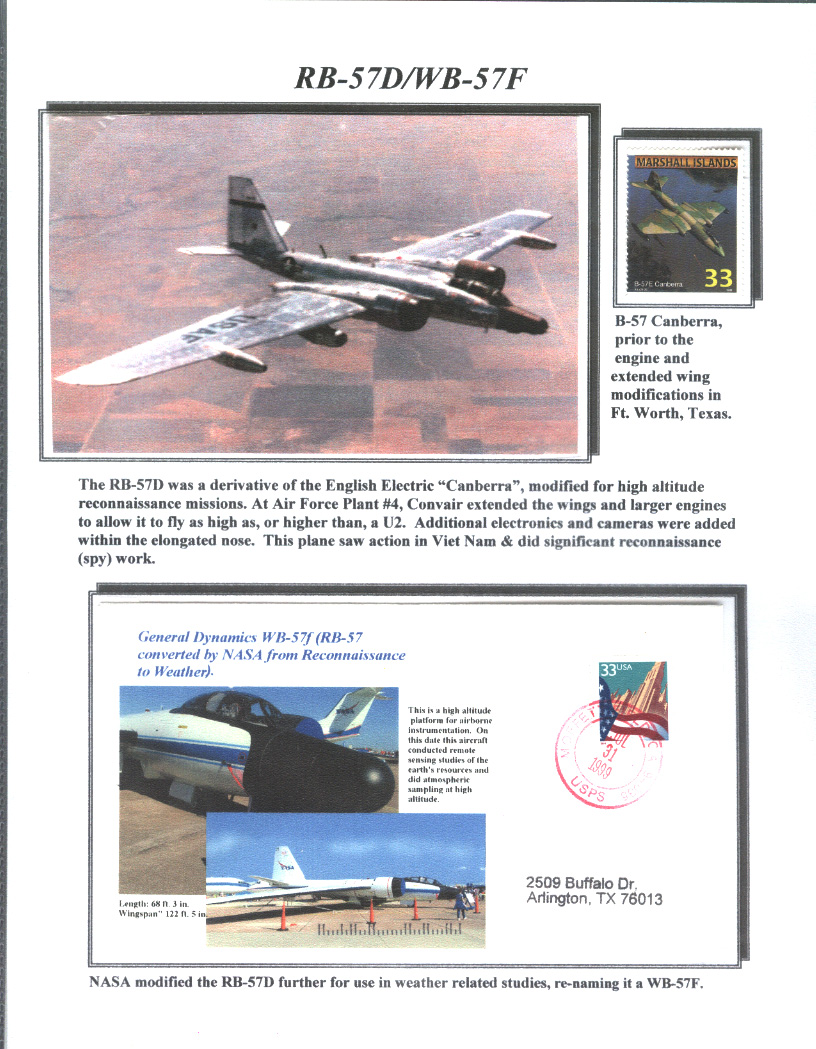 RB-57D/WB-57F
USAF
MARSHALL ISLANDS
B-57E Canberra
33
B-57 Canberra,
prior to the
engine and
extended wing
modifications in
Ft. Worth, Texas.
The RB-57D was a derivative of the English Electric “Canberra”, modified for high altitude
reconnaissance missions. At Air Force Plant #4, Convair extended the wings and larger engines
to allow it to fly as high as, or higher than, a U2. Additional electronics and cameras were added
within the elongated nose. This plane saw action in Viet Nam & did significant reconnaissance
(spy) work.
General Dynamics WB-57f (RB-57
converted by NASA from Reconnaissance
to Weather).
This is a high altitude
platform for airborne
instrumentation. On
this date this aircraft
conducted remote
sensing studies of the
earth's resources and
did atmospheric
sampling at high
altitude.
NASA
Length: 68 ft. 3 in.
Wingspan" 122 ft. 5 in.
33USA
JUL
31
1999
USPS
2509 Buffalo Dr.
Arlington, TX 76013
NASA modified the RB-57D further for use in weather related studies, re-naming it a WB-57F.